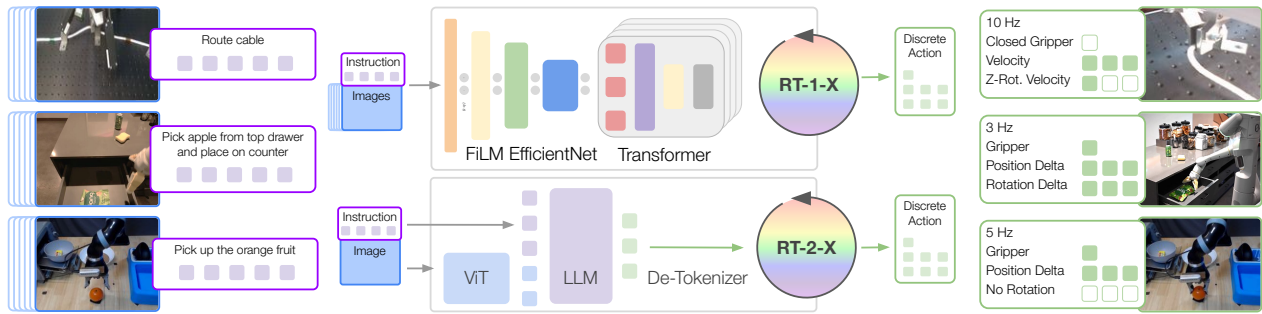 Route cable
Pick apple from top drawer
and place on counter
Pick up the orange fruit
Instruction
Images
FiLM EfficientNet
Transformer
RT-1-X
Discrete
Action
Instruction
Image
ViT
LLM
De-Tokenizer
RT-2-X
Discrete
Action
10 Hz
Closed Gripper
Velocity
Z-Rot. Velocity
3 Hz
Gripper
Position Delta
Rotation Delta
5 Hz
Gripper
Position Delta
No Rotation